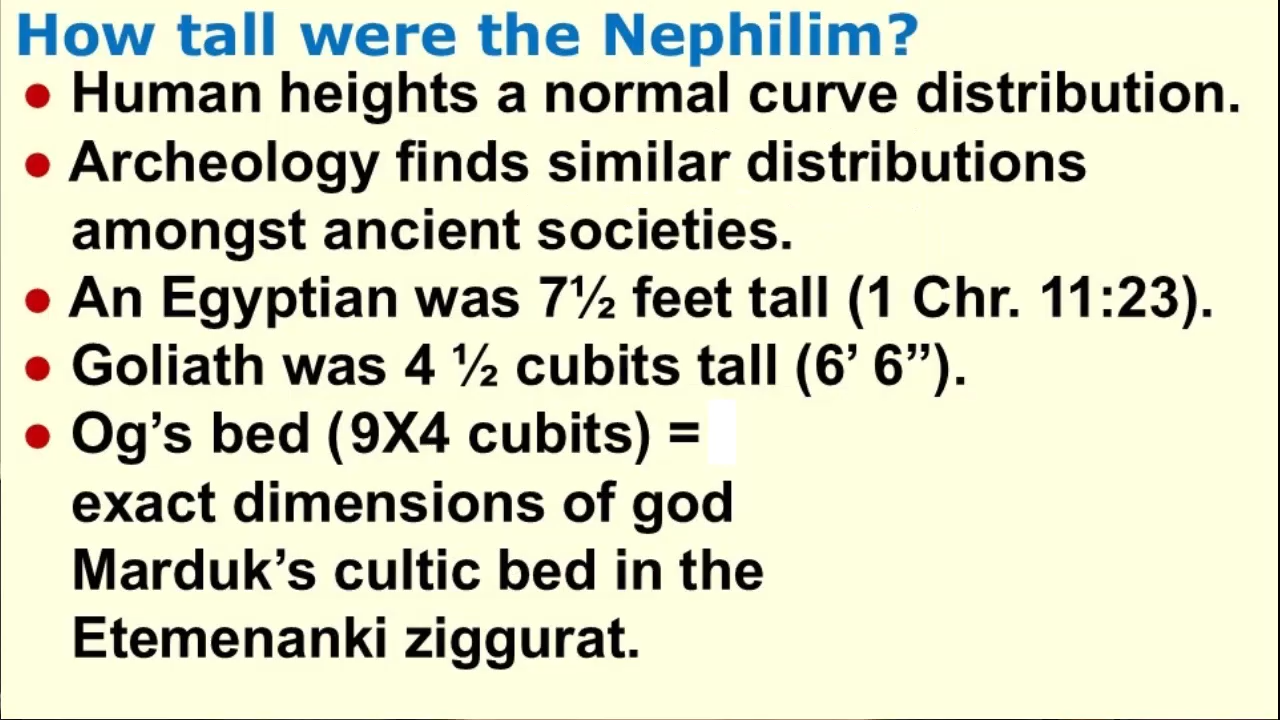 How tall were the Nephilim?
● Human heights a normal curve distribution.
● Archeology finds similar distributions
amongst ancient societies.
● An Egyptian was 7½ feet tall (1 Chr. 11:23).
● Goliath was 4 ½ cubits tall (6’ 6”).
● Og’s bed (9X4 cubits) =
exact dimensions of god
Marduk’s cultic bed in the
Etemenanki ziggurat.